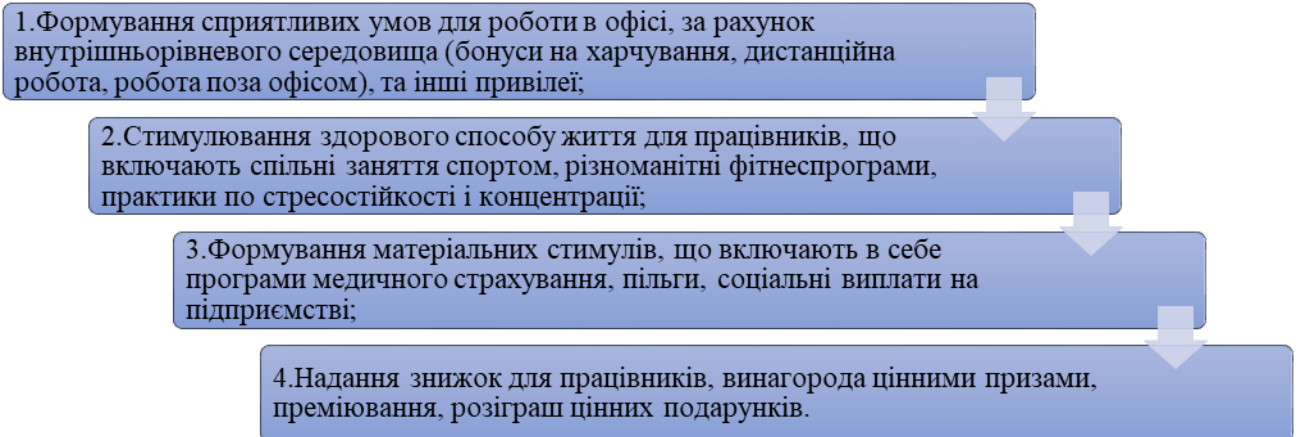 1.Формування сприятливих умов для роботи в офісі, за рахунок
внутрішньорівневого середовища (бонуси на харчування, дистанційна
робота, робота поза офісом), та інші привілеї;
2.Стимулювання здорового способу життя для працівників, що
включають спільні заняття спортом, різноманітні фітнеспрограми,
практики по стресостійкості і концентрації;
3.Формування матеріальних стимулів, що включають в себе
програми медичного страхування, пільги, соціальні виплати на
підприємстві;
4.Надання знижок для працівників, винагорода цінними призами,
преміювання, розіграш цінних подарунків.